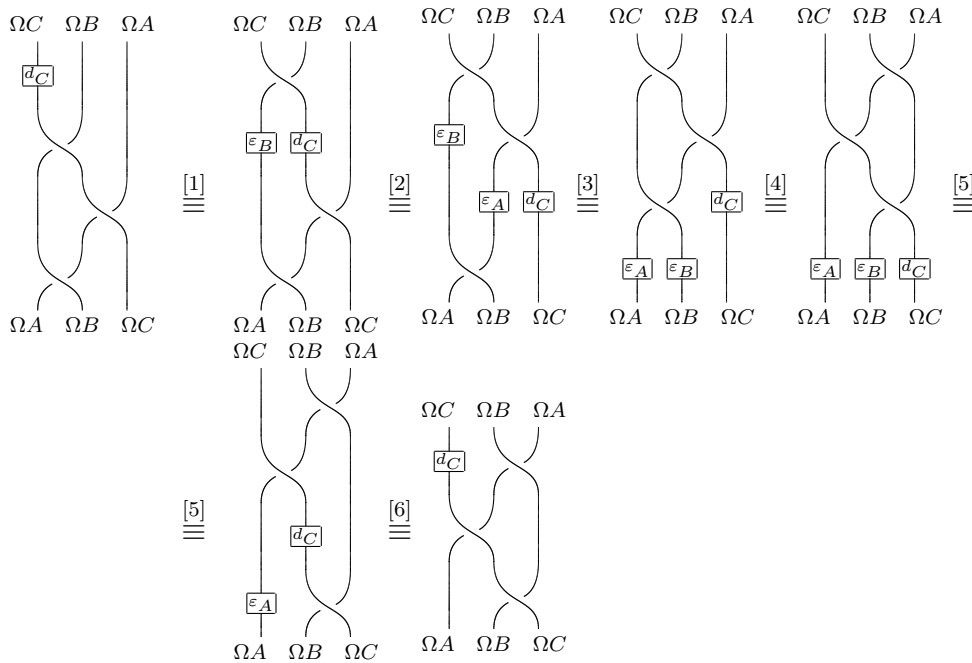 ΩC ΩB ΩA ΩC ΩB ΩA ΩC ΩB ΩA ΩC ΩB ΩA ΩC ΩB ΩA
d_C
ε_B d_C ε_B
[1] [2] [3] [4] [5]
≡ ≡ ≡ ≡ ≡
ε_A d_C d_C
ε_A ε_B ε_A ε_B d_C
ΩA ΩB ΩC ΩA ΩB ΩC ΩA ΩB ΩC ΩA ΩB ΩC ΩA ΩB ΩC
ΩC ΩB ΩA
ΩC ΩB ΩA
d_C
[5] [6]
≡ ≡
d_C
ε_A
ΩA ΩB ΩC ΩA ΩB ΩC